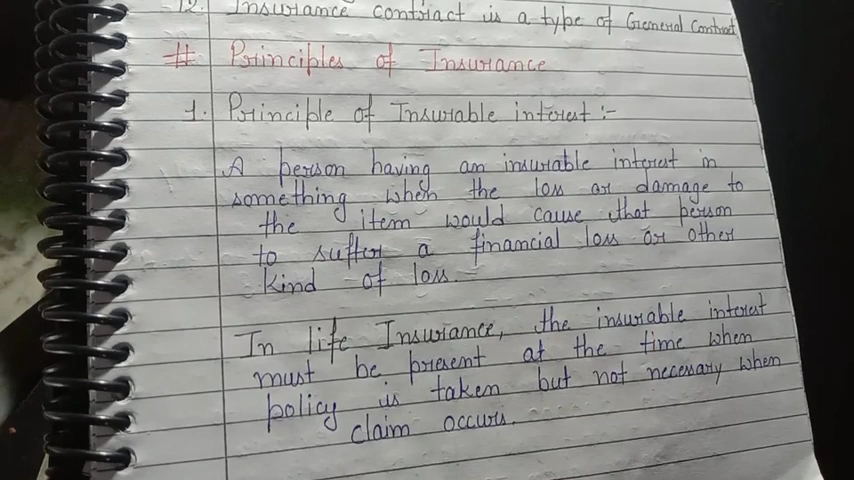 12. Insurance contract is a type of General Contract
# Principles of Insurance
1. Principle of Insurable interest :-
A person having an insurable interest in
something when the loss or damage to
the item would cause that person
to suffer a financial loss or other
kind of loss.
In life Insurance, the insurable interest
must be present at the time when
policy is taken but not necessary when
claim occurs.